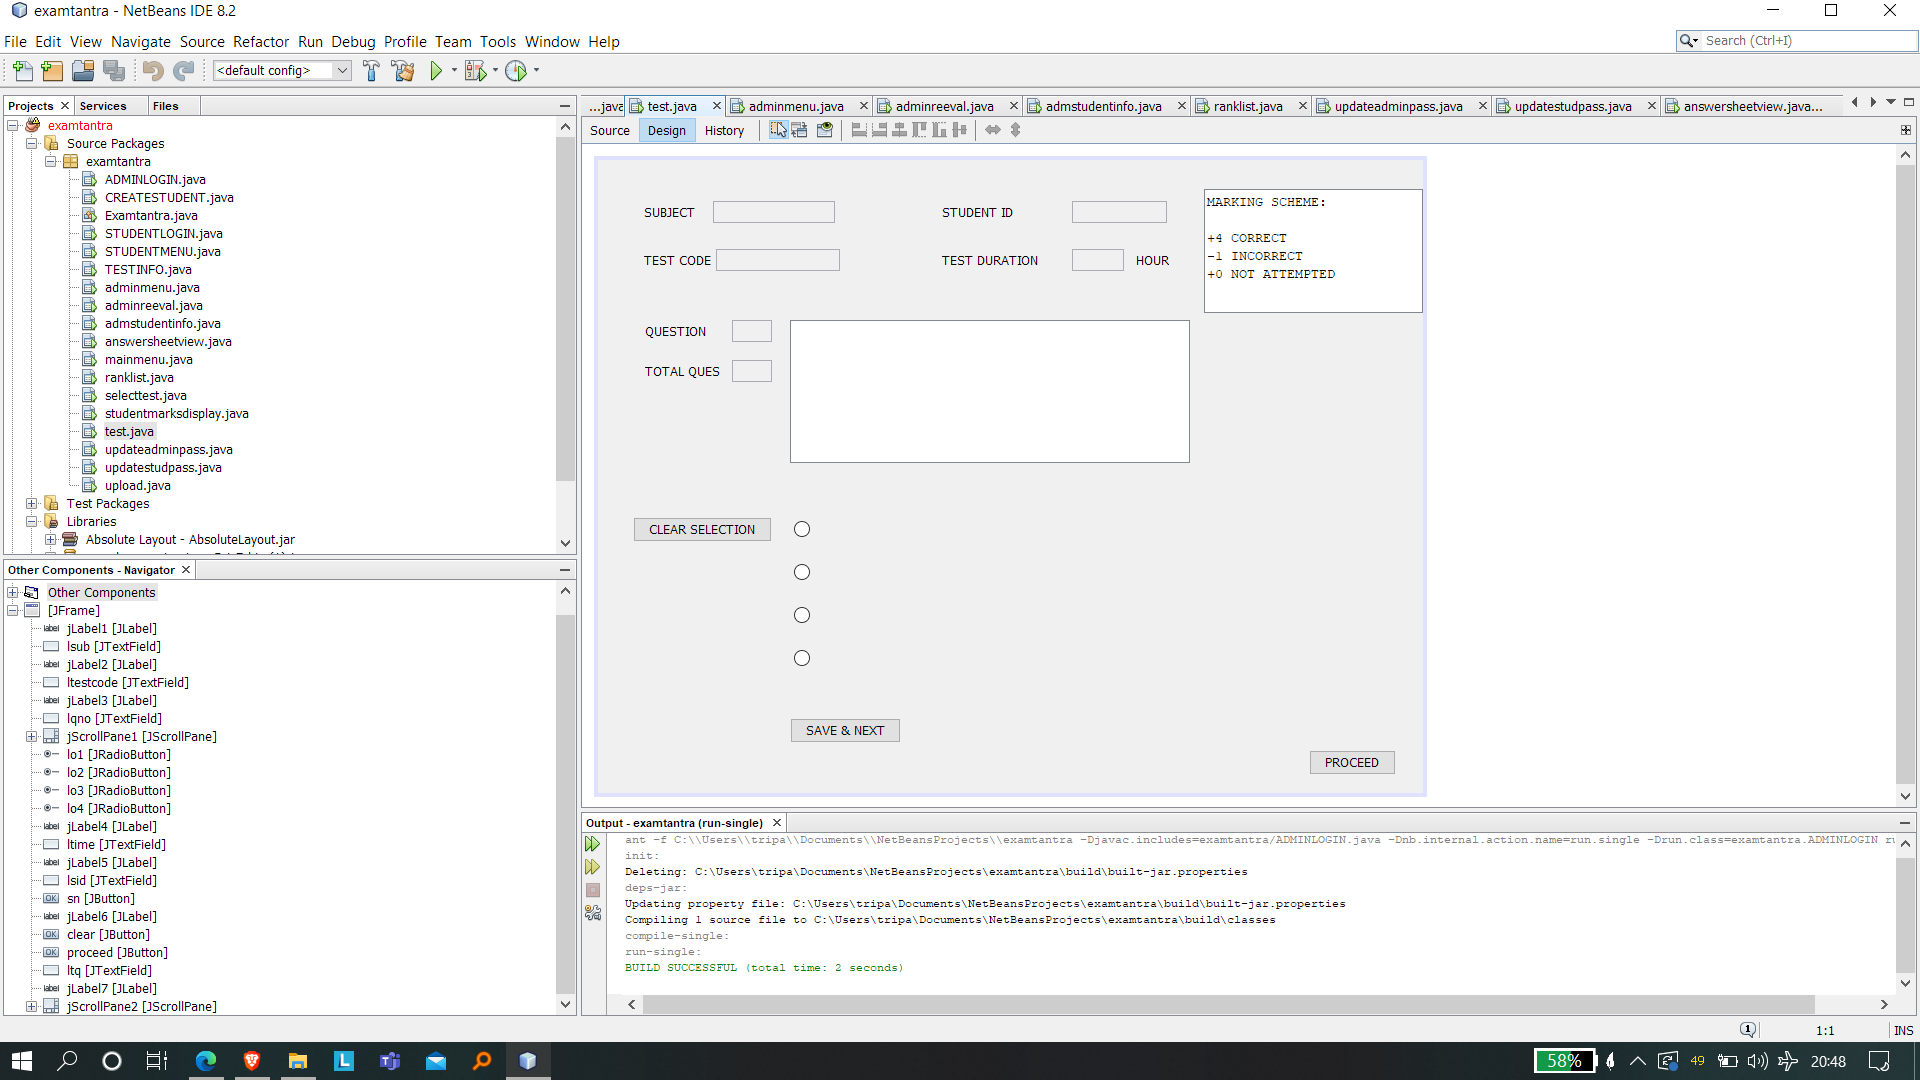 examtantra - NetBeans IDE 8.2
File Edit View Navigate Source Refactor Run Debug Profile Team Tools Window Help
Search (Ctrl+I)
<default config>
Projects Services Files
examtantra
Source Packages
examtantra
ADMINLOGIN.java
CREATESTUDENT.java
Examtantra.java
STUDENTLOGIN.java
STUDENTMENU.java
TESTINFO.java
adminmenu.java
adminreeval.java
admstudentinfo.java
answersheetview.java
mainmenu.java
ranklist.java
selecttest.java
studentmarksdisplay.java
test.java
updateadminpass.java
updatestudpass.java
upload.java
Test Packages
Libraries
Absolute Layout - AbsoluteLayout.jar
Other Components - Navigator
Other Components
[JFrame]
jLabel1 [JLabel]
lsub [JTextField]
jLabel2 [JLabel]
ltestcode [JTextField]
jLabel3 [JLabel]
lqno [JTextField]
jScrollPane1 [JScrollPane]
lo1 [JRadioButton]
lo2 [JRadioButton]
lo3 [JRadioButton]
lo4 [JRadioButton]
jLabel4 [JLabel]
ltime [JTextField]
jLabel5 [JLabel]
lsid [JTextField]
sn [JButton]
jLabel6 [JLabel]
clear [JButton]
proceed [JButton]
ltq [JTextField]
jLabel7 [JLabel]
jScrollPane2 [JScrollPane]
...java test.java adminmenu.java adminreeval.java admstudentinfo.java ranklist.java updateadminpass.java updatestudpass.java answersheetview.java...
Source Design History
SUBJECT STUDENT ID
TEST CODE TEST DURATION HOUR
MARKING SCHEME:
+4 CORRECT
-1 INCORRECT
+0 NOT ATTEMPTED
QUESTION
TOTAL QUES
CLEAR SELECTION
SAVE & NEXT
PROCEED
Output - examtantra (run-single)
ant -f C:\\Users\\tripa\\Documents\\NetBeansProjects\\examtantra -Djavac.includes=examtantra/ADMINLOGIN.java -Dnb.internal.action.name=run.single -Drun.class=examtantra.ADMINLOGIN
init:
Deleting: C:\Users\tripa\Documents\NetBeansProjects\examtantra\build\built-jar.properties
deps-jar:
Updating property file: C:\Users\tripa\Documents\NetBeansProjects\examtantra\build\built-jar.properties
Compiling 1 source file to C:\Users\tripa\Documents\NetBeansProjects\examtantra\build\classes
compile-single:
run-single:
BUILD SUCCESSFUL (total time: 2 seconds)
1:1 INS
58% 49 20:48